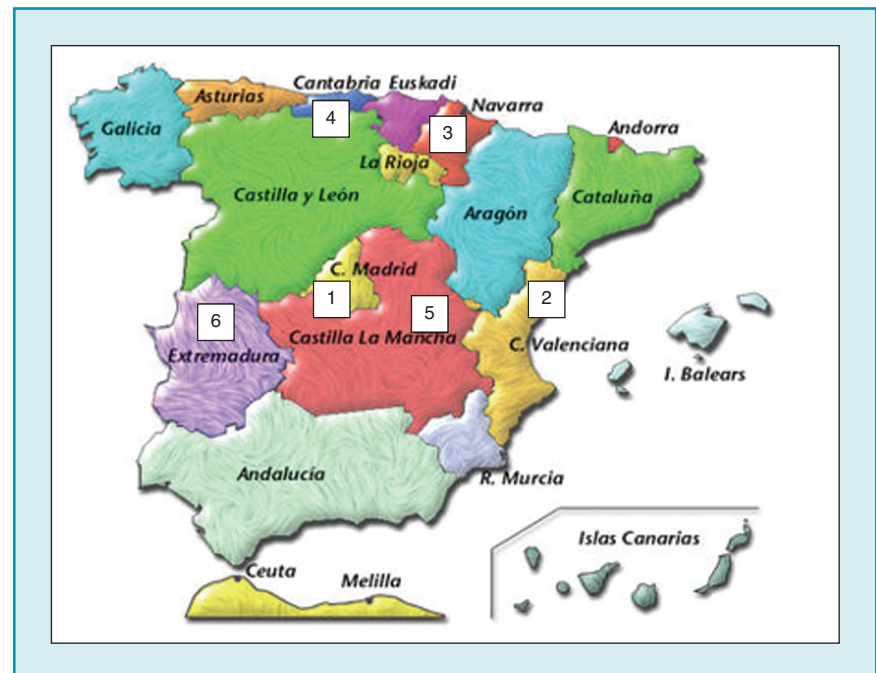 Cantabria Euskadi
Asturias
Navarra
4
Galicia
3
Andorra
La Rioja
Castilla y León
Cataluña
Aragón
C. Madrid
1
2
5
6
Castilla La Mancha
C. Valenciana
Extremadura
I. Balears
Andalucía
R. Murcia
Islas Canarias
Ceuta
Melilla